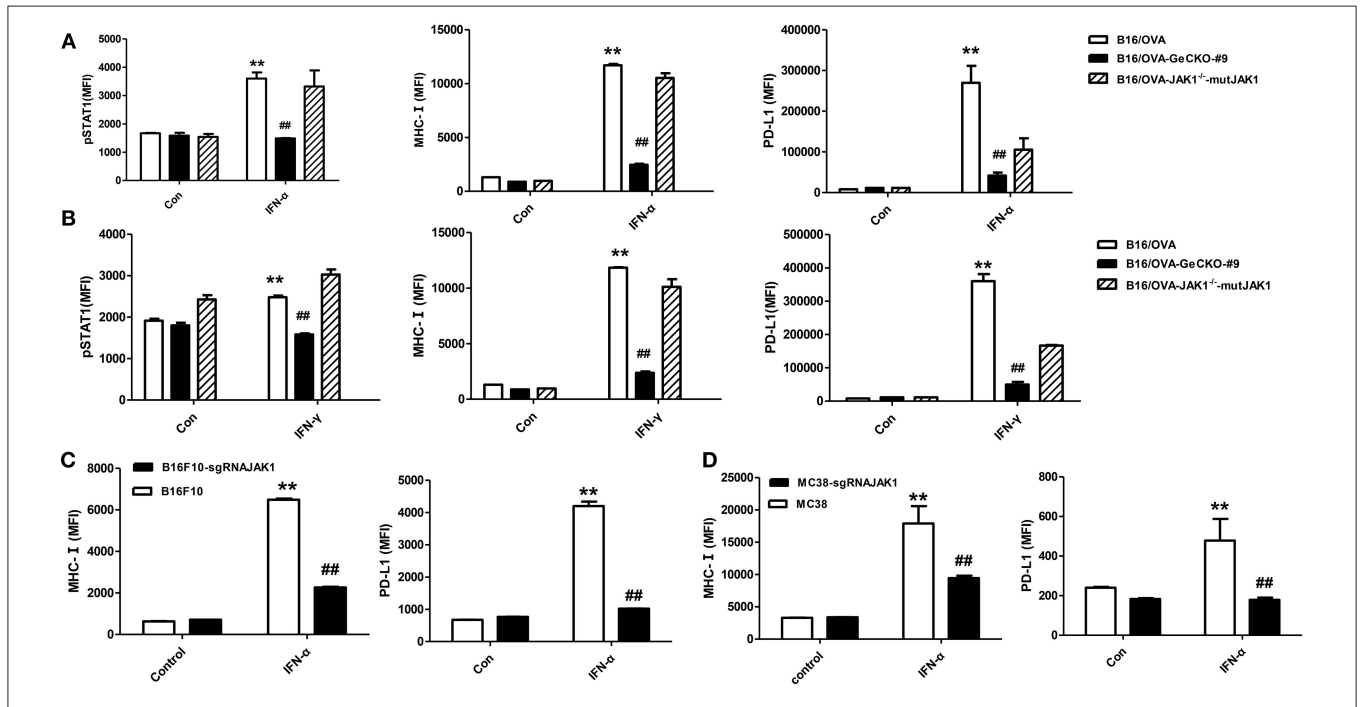 A
pSTAT1(MFI)
5000
4000
3000
2000
1000
0
**
##
Con
IFN-α
MHC-Ⅰ (MFI)
15000
10000
5000
0
**
##
Con
IFN-α
PD-L1 (MFI)
400000
300000
200000
100000
0
**
##
Con
IFN-α
B16/OVA
B16/OVA-GeCKO-#9
B16/OVA-JAK1-/--mutJAK1
B
pSTAT1(MFI)
4000
3000
2000
1000
0
**
##
Con
IFN-γ
MHC-Ⅰ (MFI)
15000
10000
5000
0
**
##
Con
IFN-γ
PD-L1(MFI)
500000
400000
300000
200000
100000
0
**
##
Con
IFN-γ
B16/OVA
B16/OVA-GeCKO-#9
B16/OVA-JAK1-/--mutJAK1
C
MHC-Ⅰ (MFI)
8000
6000
4000
2000
0
B16F10-sgRNAJAK1
B16F10
**
##
Control
IFN-α
PD-L1 (MFI)
5000
4000
3000
2000
1000
0
**
##
Con
IFN-α
D
MHC-Ⅰ (MFI)
25000
20000
15000
10000
5000
0
MC38-sgRNAJAK1
MC38
**
##
control
IFN-α
PD-L1 (MFI)
800
600
400
200
0
**
##
Con
IFN-α